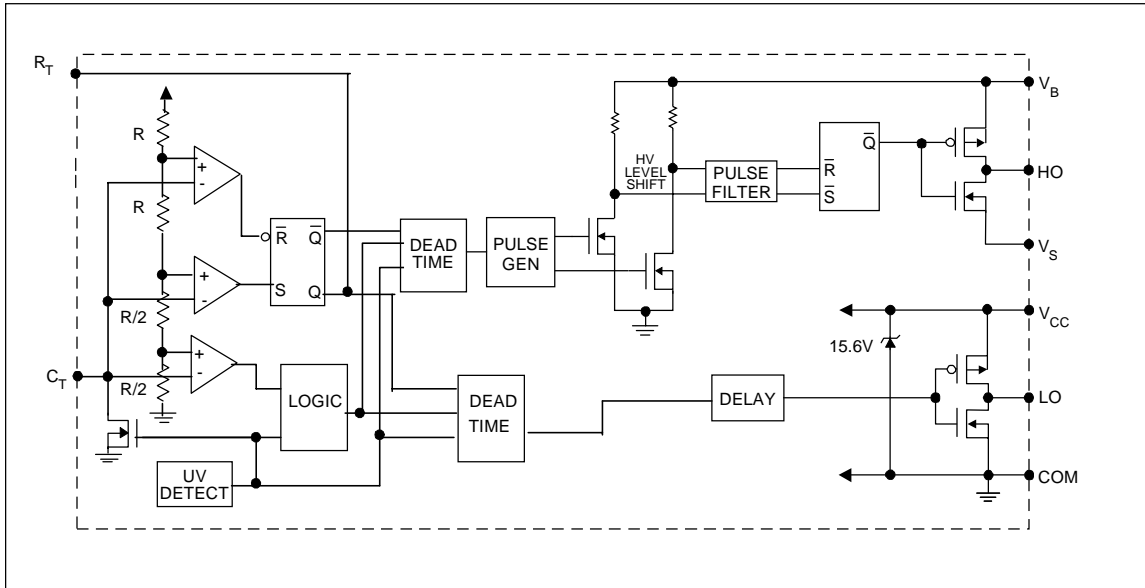 R_T
V_B
R
+
-
HV
LEVEL
SHIFT
PULSE
FILTER
R̅
S̅
Q̅
HO
R
R̅
Q̅
S
Q
DEAD
TIME
PULSE
GEN
V_S
+
-
R/2
V_CC
15.6V
+
-
C_T
R/2
LOGIC
DEAD
TIME
DELAY
LO
UV
DETECT
COM